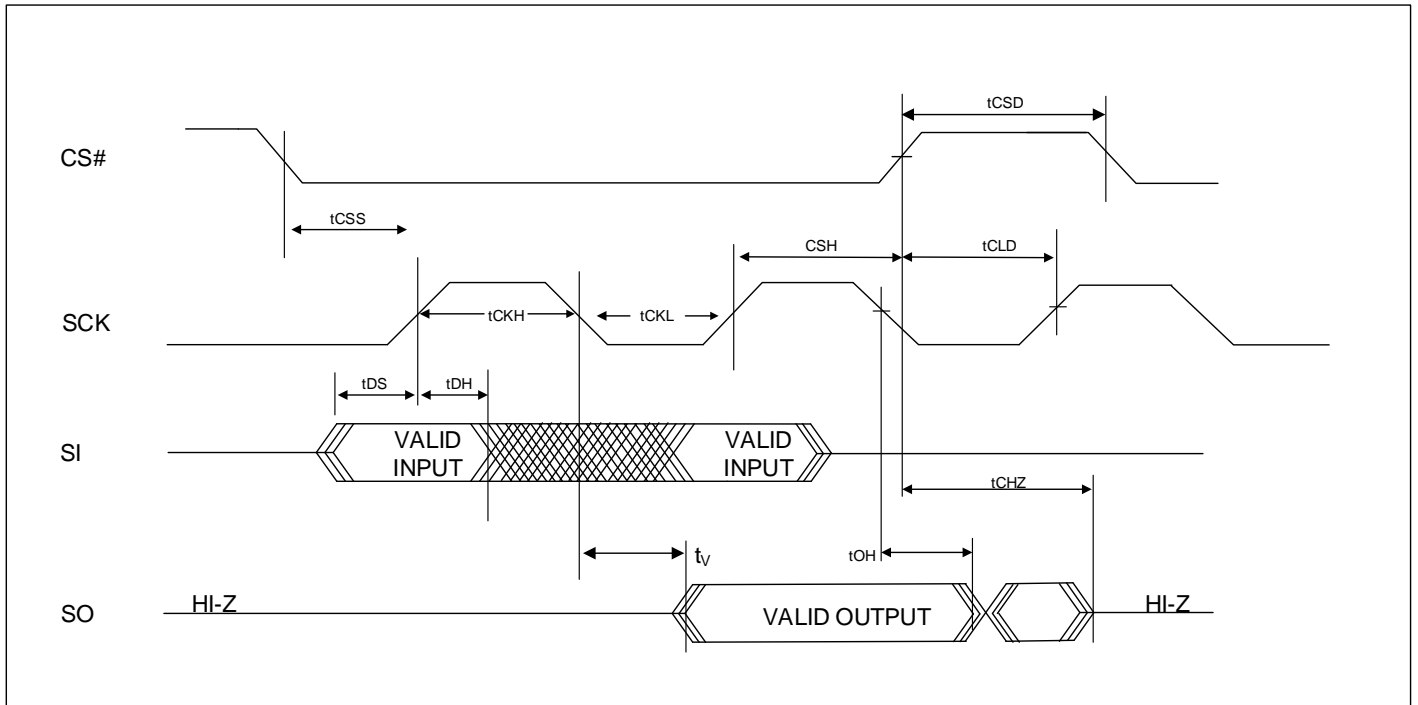 tCSD
CS#
tCSS
CSH
tCLD
SCK
tCKH
tCKL
tDS
tDH
SI
VALID
INPUT
VALID
INPUT
tCHZ
tV
tOH
SO
HI-Z
VALID OUTPUT
HI-Z